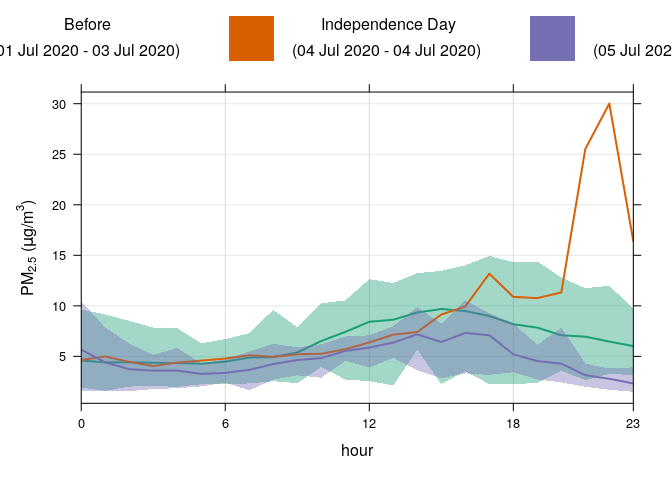 Before
Independence Day
01 Jul 2020 - 03 Jul 2020)
(04 Jul 2020 - 04 Jul 2020)
(05 Jul 202
30
25
20
15
10
5
PM2.5 (μg/m³)
0
6
12
18
23
hour